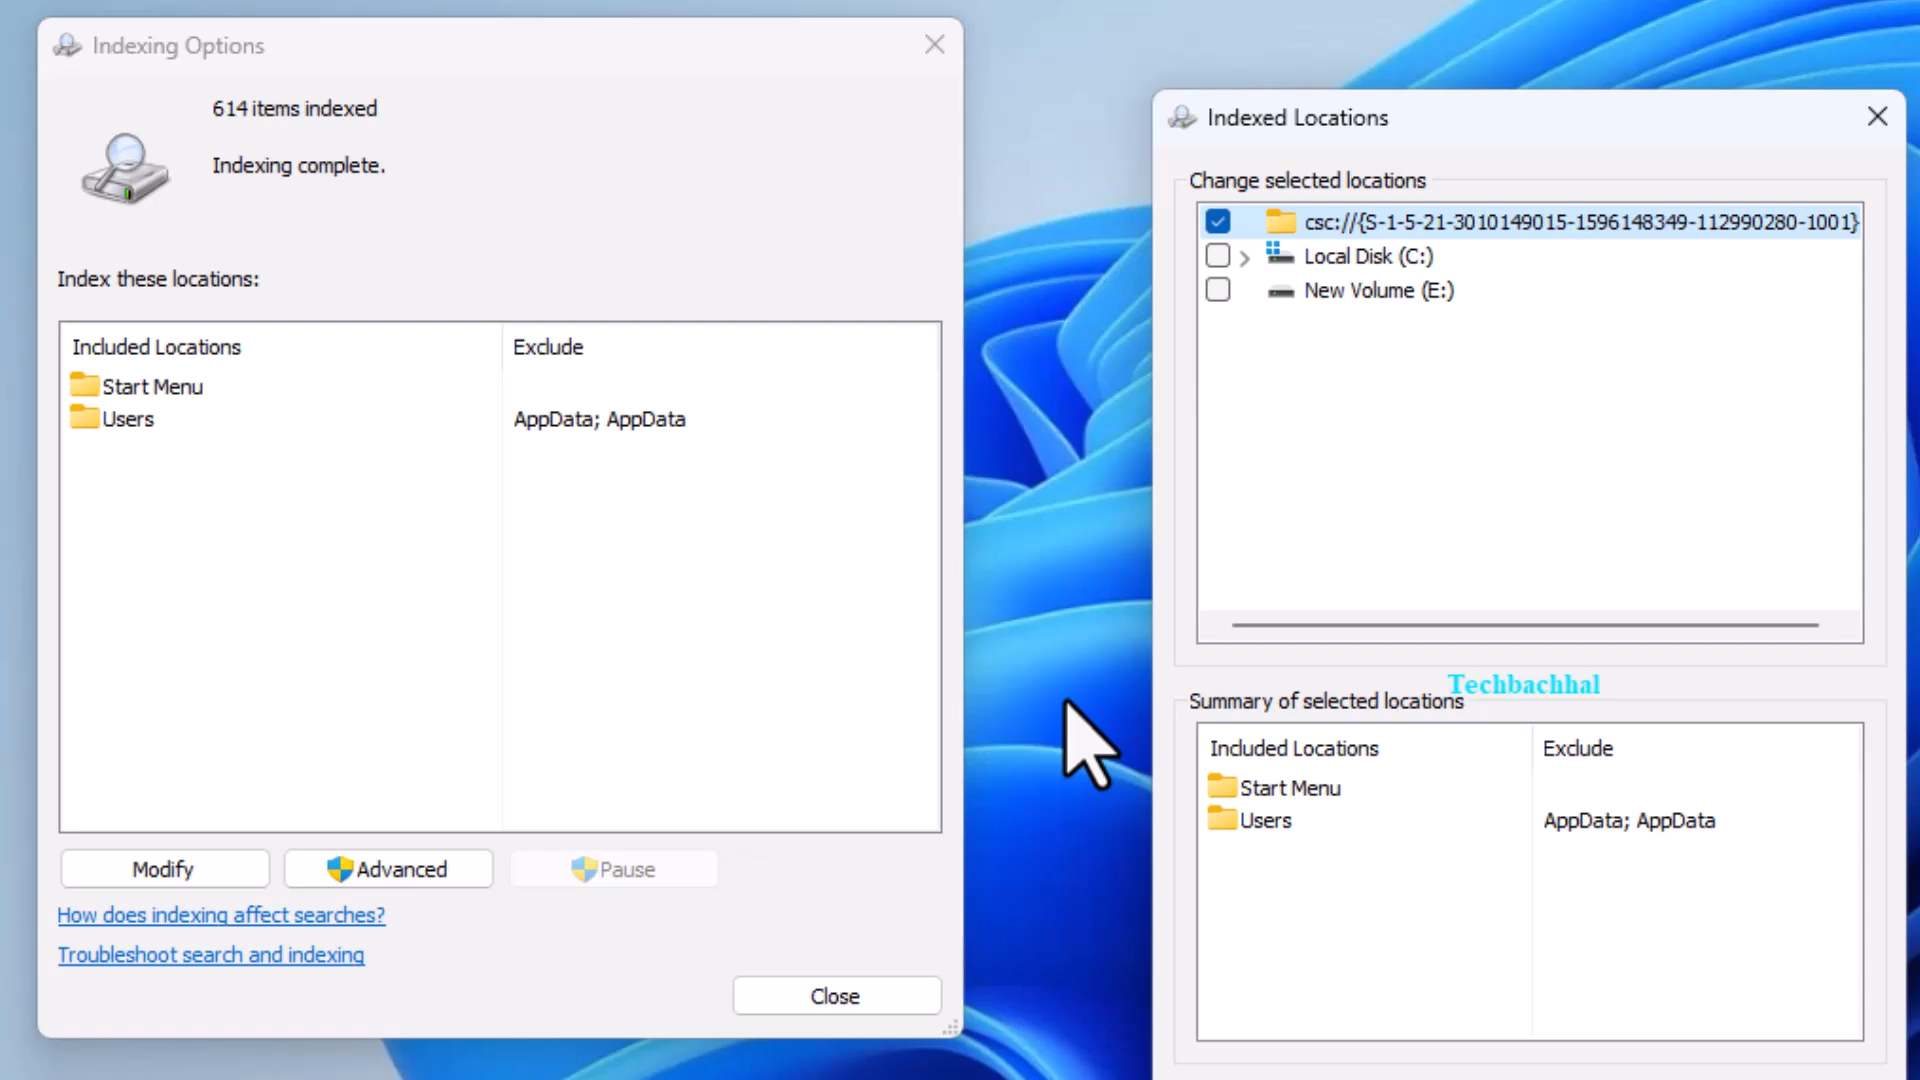 Indexing Options
614 items indexed
Indexing complete.
Index these locations:
Included Locations Exclude
Start Menu
Users AppData; AppData
Modify Advanced Pause
How does indexing affect searches?
Troubleshoot search and indexing
Close
Indexed Locations
Change selected locations
csc://{S-1-5-21-3010149015-1596148349-112990280-1001}
Local Disk (C:)
New Volume (E:)
Techbachhal
Summary of selected locations
Included Locations Exclude
Start Menu
Users AppData; AppData